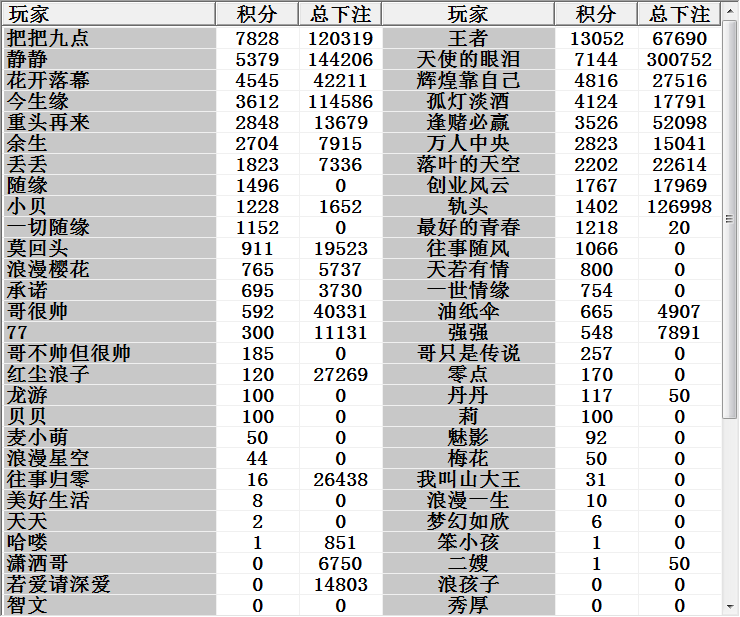 玩家 积分 总下注 玩家 积分 总下注
把把九点 7828 120319 王者 13052 67690
静静 5379 144206 天使的眼泪 7144 300752
花开落幕 4545 42211 辉煌靠自己 4816 27516
今生缘 3612 114586 孤灯淡酒 4124 17791
重头再来 2848 13679 逢赌必赢 3526 52098
余生 2704 7915 万人中央 2823 15041
丢丢 1823 7336 落叶的天空 2202 22614
随缘 1496 0 创业风云 1767 17969
小贝 1228 1652 轨头 1402 126998
一切随缘 1152 0 最好的青春 1218 20
莫回头 911 19523 往事随风 1066 0
浪漫樱花 765 5737 天若有情 800 0
承诺 695 3730 一世情缘 754 0
哥很帅 592 40331 油纸伞 665 4907
77 300 11131 强强 548 7891
哥不帅但很帅 185 0 哥只是传说 257 0
红尘浪子 120 27269 零点 170 0
龙游 100 0 丹丹 117 50
贝贝 100 0 莉 100 0
麦小萌 50 0 魅影 92 0
浪漫星空 44 0 梅花 50 0
往事归零 16 26438 我叫山大王 31 0
美好生活 8 0 浪漫一生 10 0
天天 2 0 梦幻如欣 6 0
哈喽 1 851 笨小孩 1 0
潇洒哥 0 6750 二嫂 1 50
若爱请深爱 0 14803 浪孩子 0 0
智文 0 0 秀厚 0 0